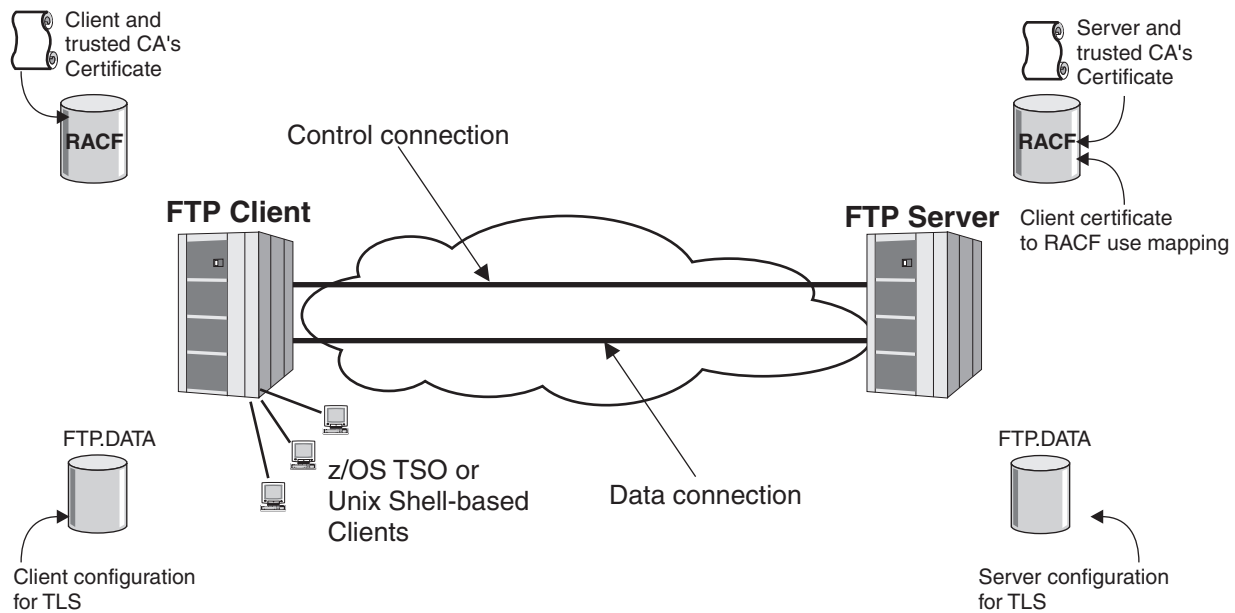 Client and
trusted CA's
Certificate
RACF
Server and
trusted CA's
Certificate
RACF
Control connection
FTP Client
FTP Server
Client certificate
to RACF use mapping
FTP.DATA
z/OS TSO or
Unix Shell-based
Clients
Data connection
FTP.DATA
Client configuration
for TLS
Server configuration
for TLS